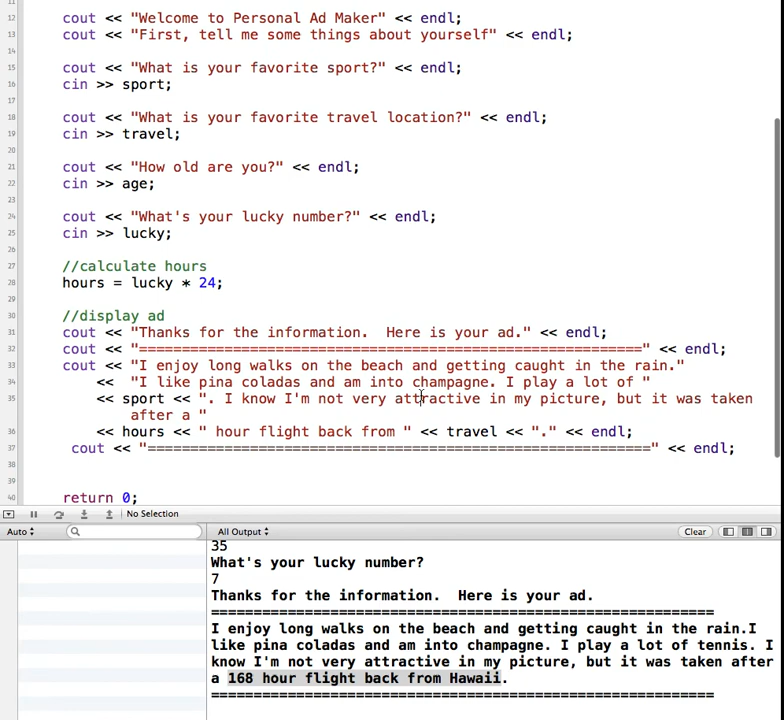 11
12 cout << "Welcome to Personal Ad Maker" << endl;
13 cout << "First, tell me some things about yourself" << endl;
14
15 cout << "What is your favorite sport?" << endl;
16 cin >> sport;
17
18 cout << "What is your favorite travel location?" << endl;
19 cin >> travel;
20
21 cout << "How old are you?" << endl;
22 cin >> age;
23
24 cout << "What's your lucky number?" << endl;
25 cin >> lucky;
26
27 //calculate hours
28 hours = lucky * 24;
29
30 //display ad
31 cout << "Thanks for the information.  Here is your ad." << endl;
32 cout << "===========================================================" << endl;
33 cout << "I enjoy long walks on the beach and getting caught in the rain."
34 <<  "I like pina coladas and am into champagne. I play a lot of "
35 << sport << ". I know I'm not very attractive in my picture, but it was taken
after a "
36 << hours << " hour flight back from " << travel << "." << endl;
37 cout << "===========================================================" << endl;
38
39
40 return 0;
No Selection
Auto
All Output
Clear
35
What's your lucky number?
7
Thanks for the information.  Here is your ad.
===========================================================
I enjoy long walks on the beach and getting caught in the rain.I
like pina coladas and am into champagne. I play a lot of tennis. I
know I'm not very attractive in my picture, but it was taken after
a 168 hour flight back from Hawaii.
===========================================================